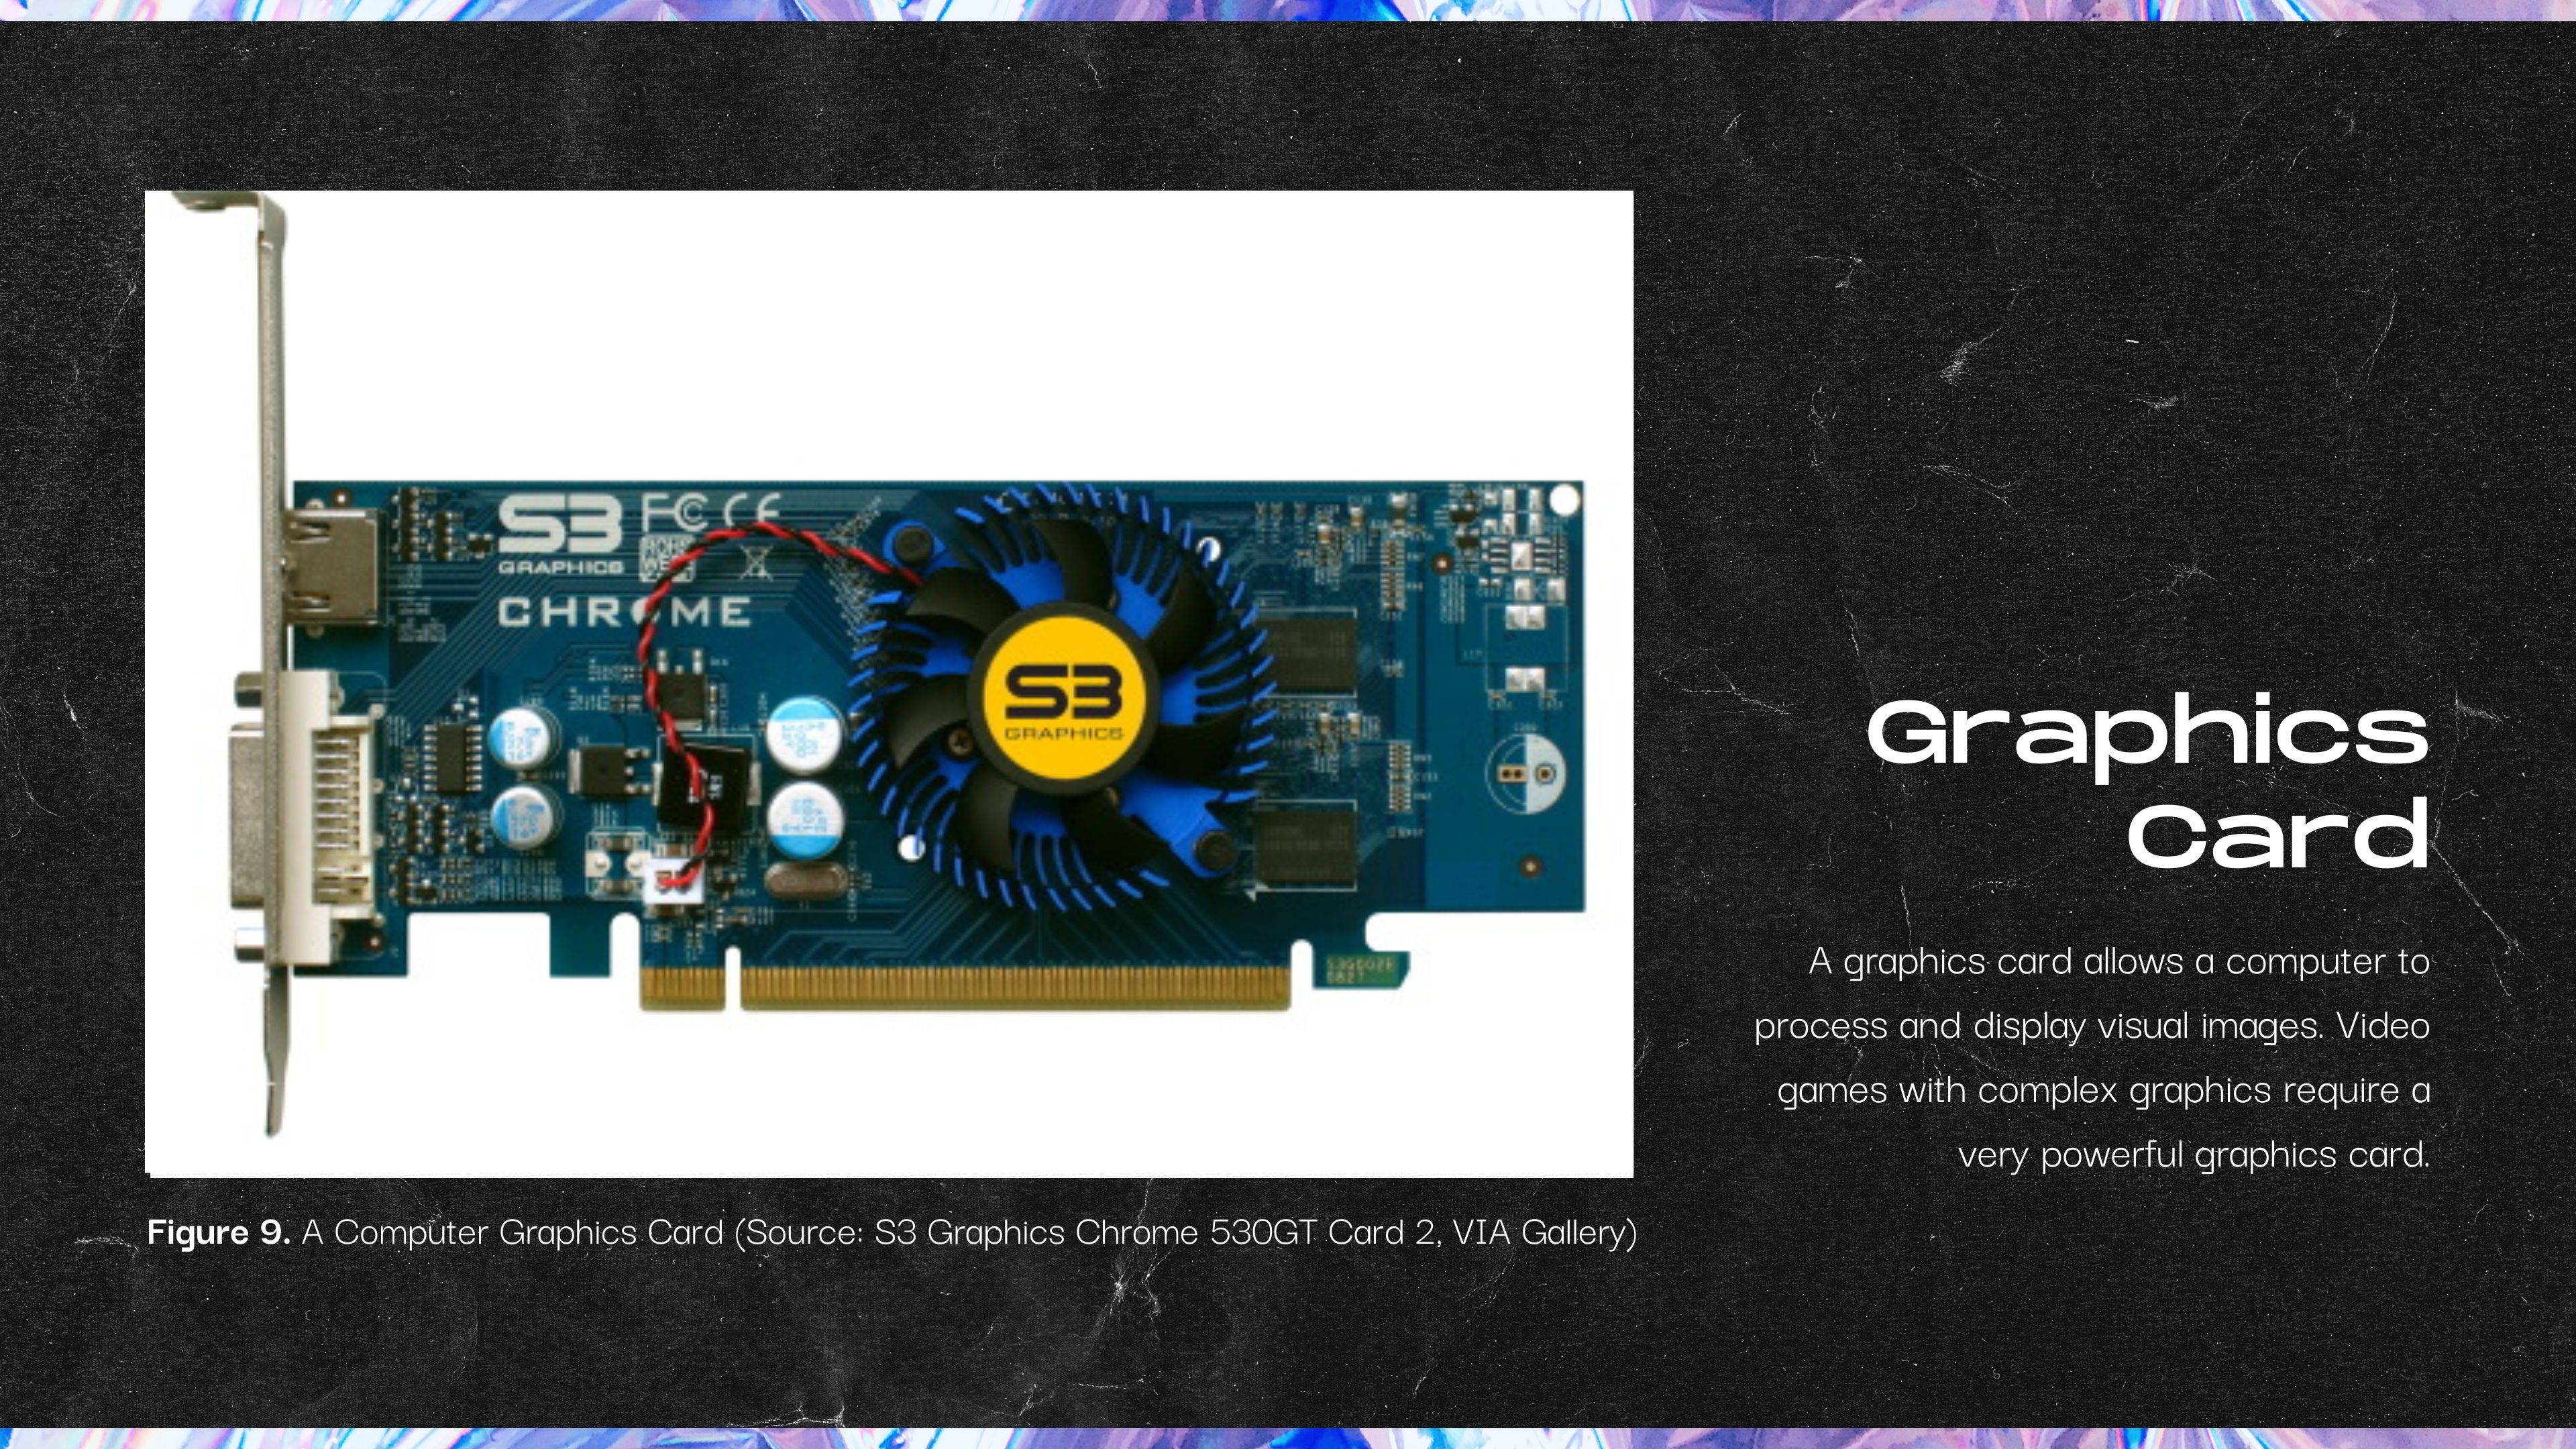 S3
GRAPHICS
FC CE
CHROME
S3
GRAPHICS
Graphics
Card
A graphics card allows a computer to
process and display visual images. Video
games with complex graphics require a
very powerful graphics card.
Figure 9. A Computer Graphics Card (Source: S3 Graphics Chrome 530GT Card 2, VIA Gallery)